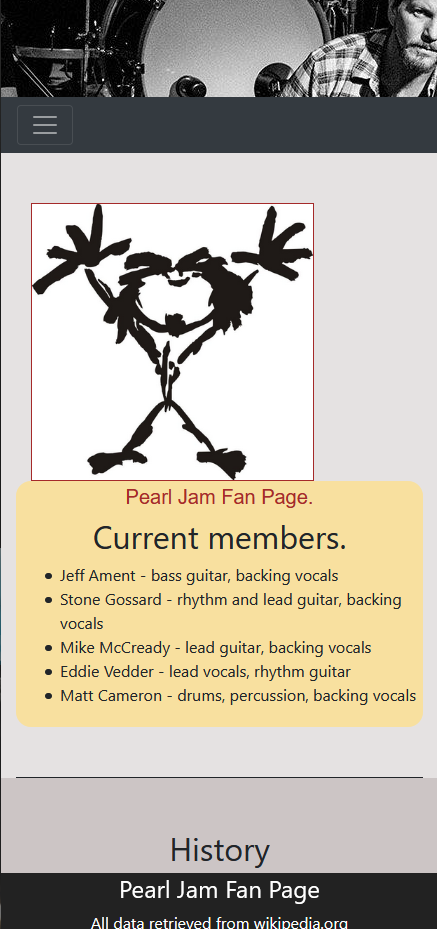 Pearl Jam Fan Page.
Current members.
Jeff Ament - bass guitar, backing vocals
Stone Gossard - rhythm and lead guitar, backing
vocals
Mike McCready - lead guitar, backing vocals
Eddie Vedder - lead vocals, rhythm guitar
Matt Cameron - drums, percussion, backing vocals
History
Pearl Jam Fan Page
All data retrieved from wikipedia.org